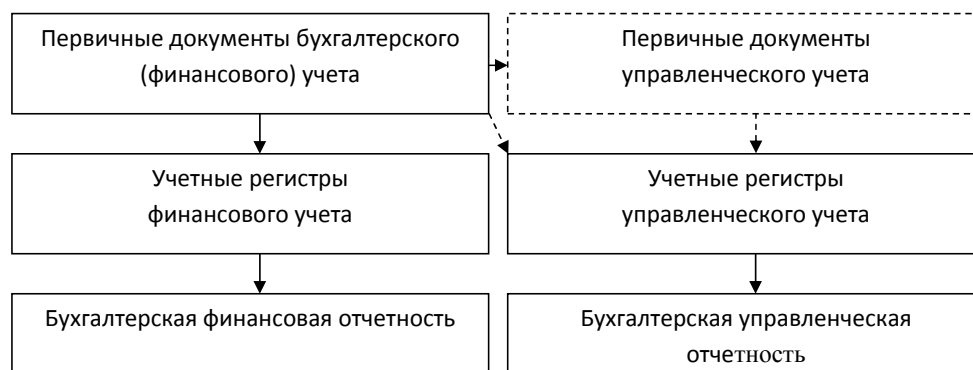 Первичные документы бухгалтерского
(финансового) учета
Первичные документы
управленческого учета
Учетные регистры
финансового учета
Учетные регистры
управленческого учета
Бухгалтерская финансовая отчетность
Бухгалтерская управленческая
отчетность